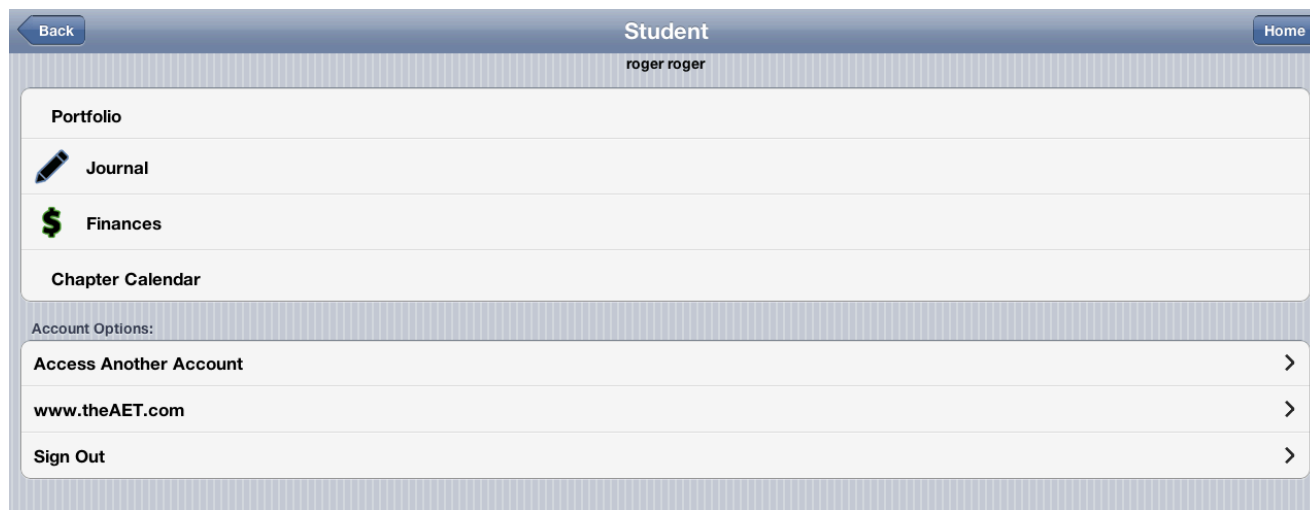 Back
Student
Home
roger roger
Portfolio
Journal
$ Finances
Chapter Calendar
Account Options:
Access Another Account
www.theAET.com
Sign Out